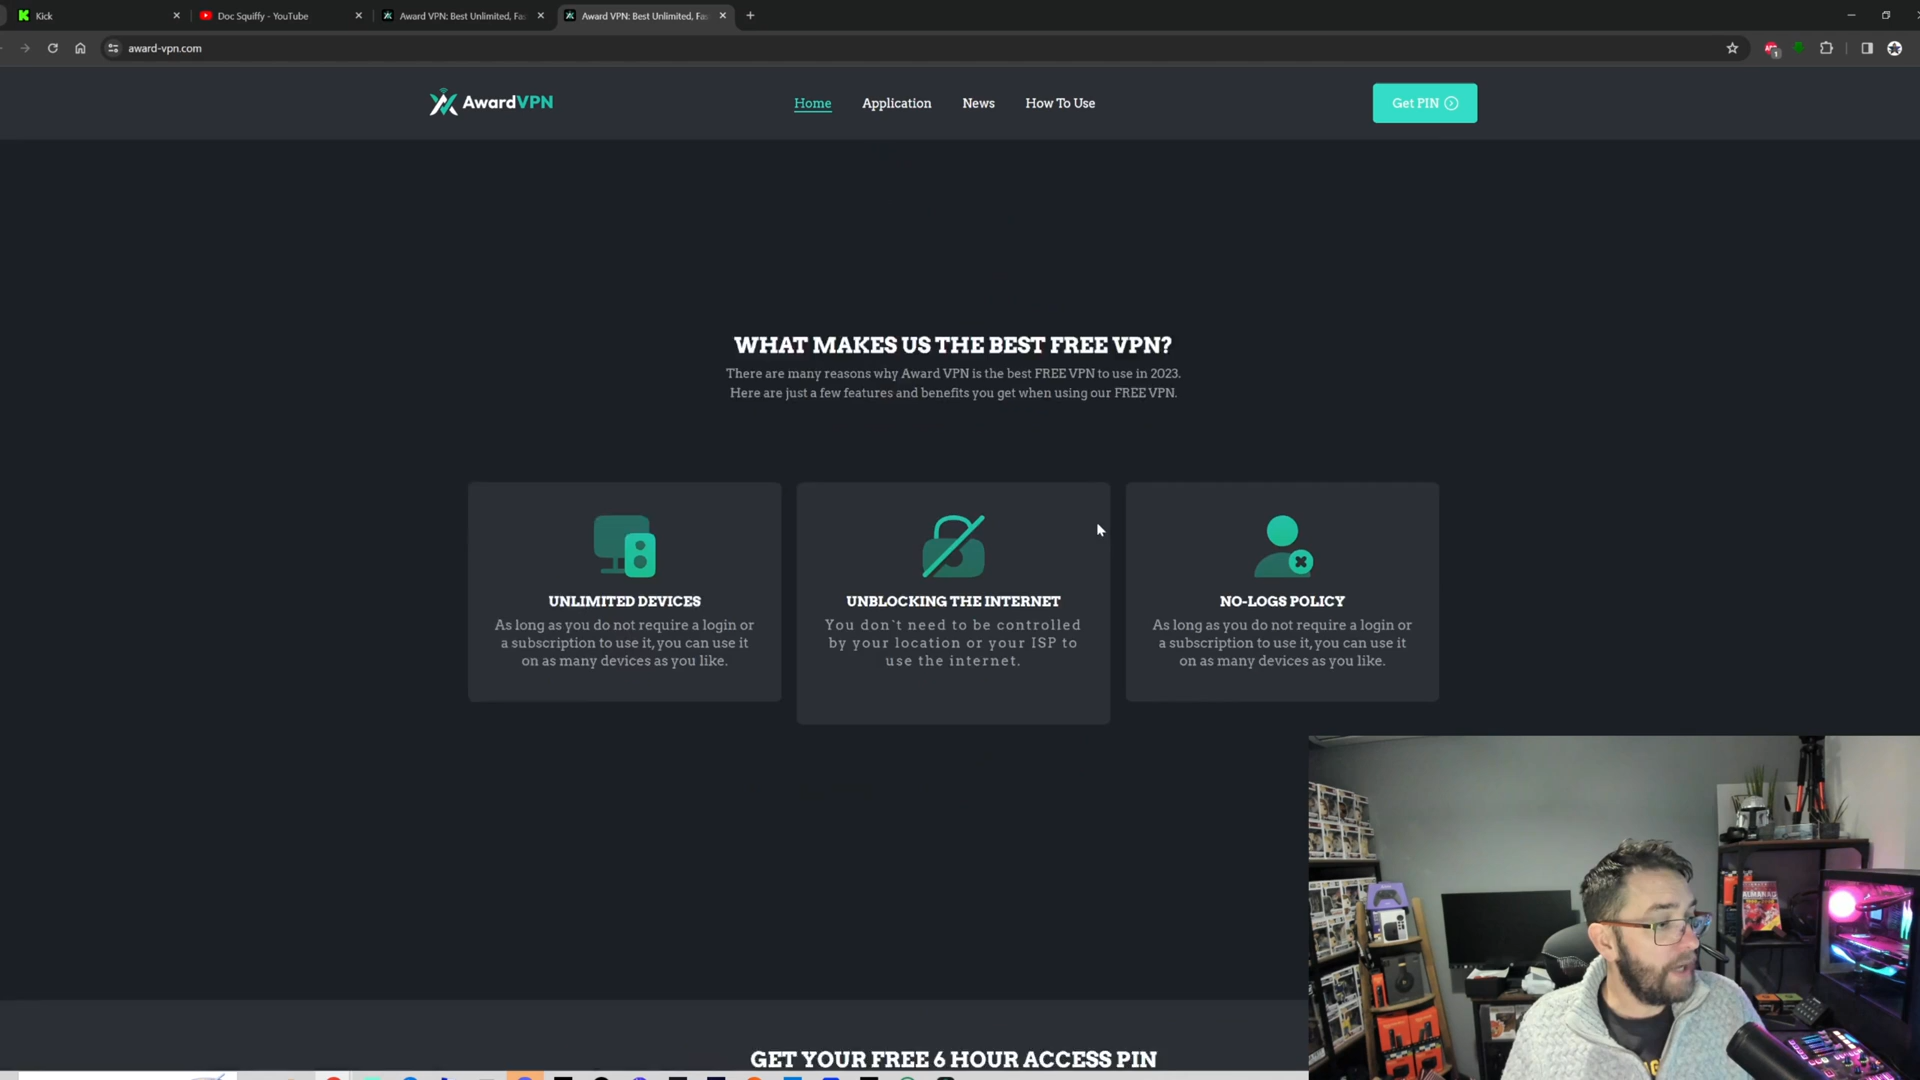 Kick
Doc Squiffy - YouTube
Award VPN: Best Unlimited, Fas
Award VPN: Best Unlimited, Fas
award-vpn.com
AwardVPN
Home
Application
News
How To Use
Get PIN
WHAT MAKES US THE BEST FREE VPN?
There are many reasons why Award VPN is the best FREE VPN to use in 2023.
Here are just a few features and benefits you get when using our FREE VPN.
UNLIMITED DEVICES
As long as you do not require a login or
a subscription to use it, you can use it
on as many devices as you like.
UNBLOCKING THE INTERNET
You don`t need to be controlled
by your location or your ISP to
use the internet.
NO-LOGS POLICY
As long as you do not require a login or
a subscription to use it, you can use it
on as many devices as you like.
GET YOUR FREE 6 HOUR ACCESS PIN
ALMANAC